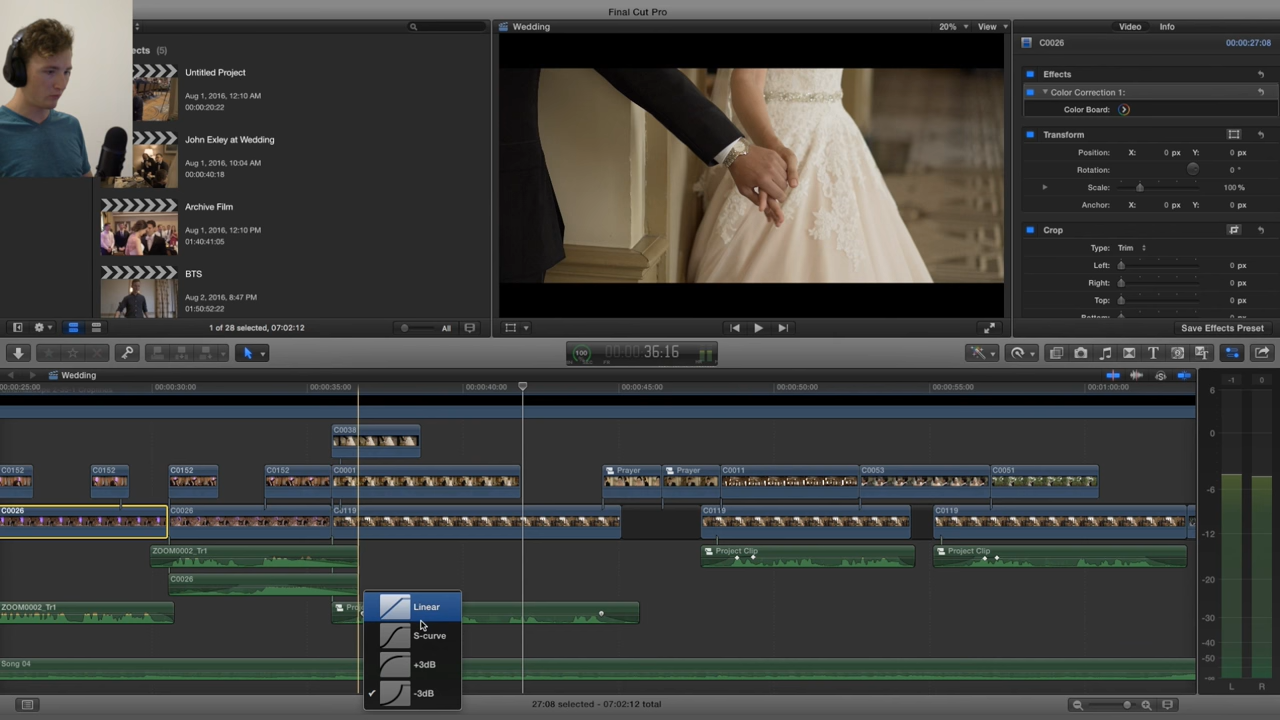 Final Cut Pro
ects (5)
Untitled Project
Aug 1, 2016, 12:10 AM
00:00:20:22
John Exley at Wedding
Aug 1, 2016, 10:04 AM
00:00:40:18
Archive Film
Aug 1, 2016, 12:10 PM
01:40:41:05
BTS
Aug 2, 2016, 8:47 PM
01:50:52:22
1 of 28 selected, 07:02:12
All
Wedding
20%
View
Video
Info
C0026
00:00:27:08
Effects
Color Correction 1:
Color Board:
Transform
Position: X: 0 px Y: 0 px
Rotation: 0 °
Scale: 100 %
Anchor: X: 0 px Y: 0 px
Crop
Type: Trim
Left: 0 px
Right: 0 px
Top: 0 px
Save Effects Preset
100
00:00:36:16
Wedding
00:00:25:00 00:00:30:00 00:00:35:00 00:00:40:00 00:00:45:00 00:00:50:00 00:00:55:00 00:01:00:00
C0038
C0152 C0152 C0152 C0152 C0001 Prayer Prayer C0011 C0053 C0051
C0026 C0026 C0119 C0119 C0119
ZOOM0002_Tr1 Project Clip Project Clip
C0026
ZOOM0002_Tr1
Linear
S-curve
+3dB
-3dB
Song 04
27:08 selected - 07:02:12 total
-1 0
6
0
-6
-12
-20
-30
-40
-50
-∞
L R